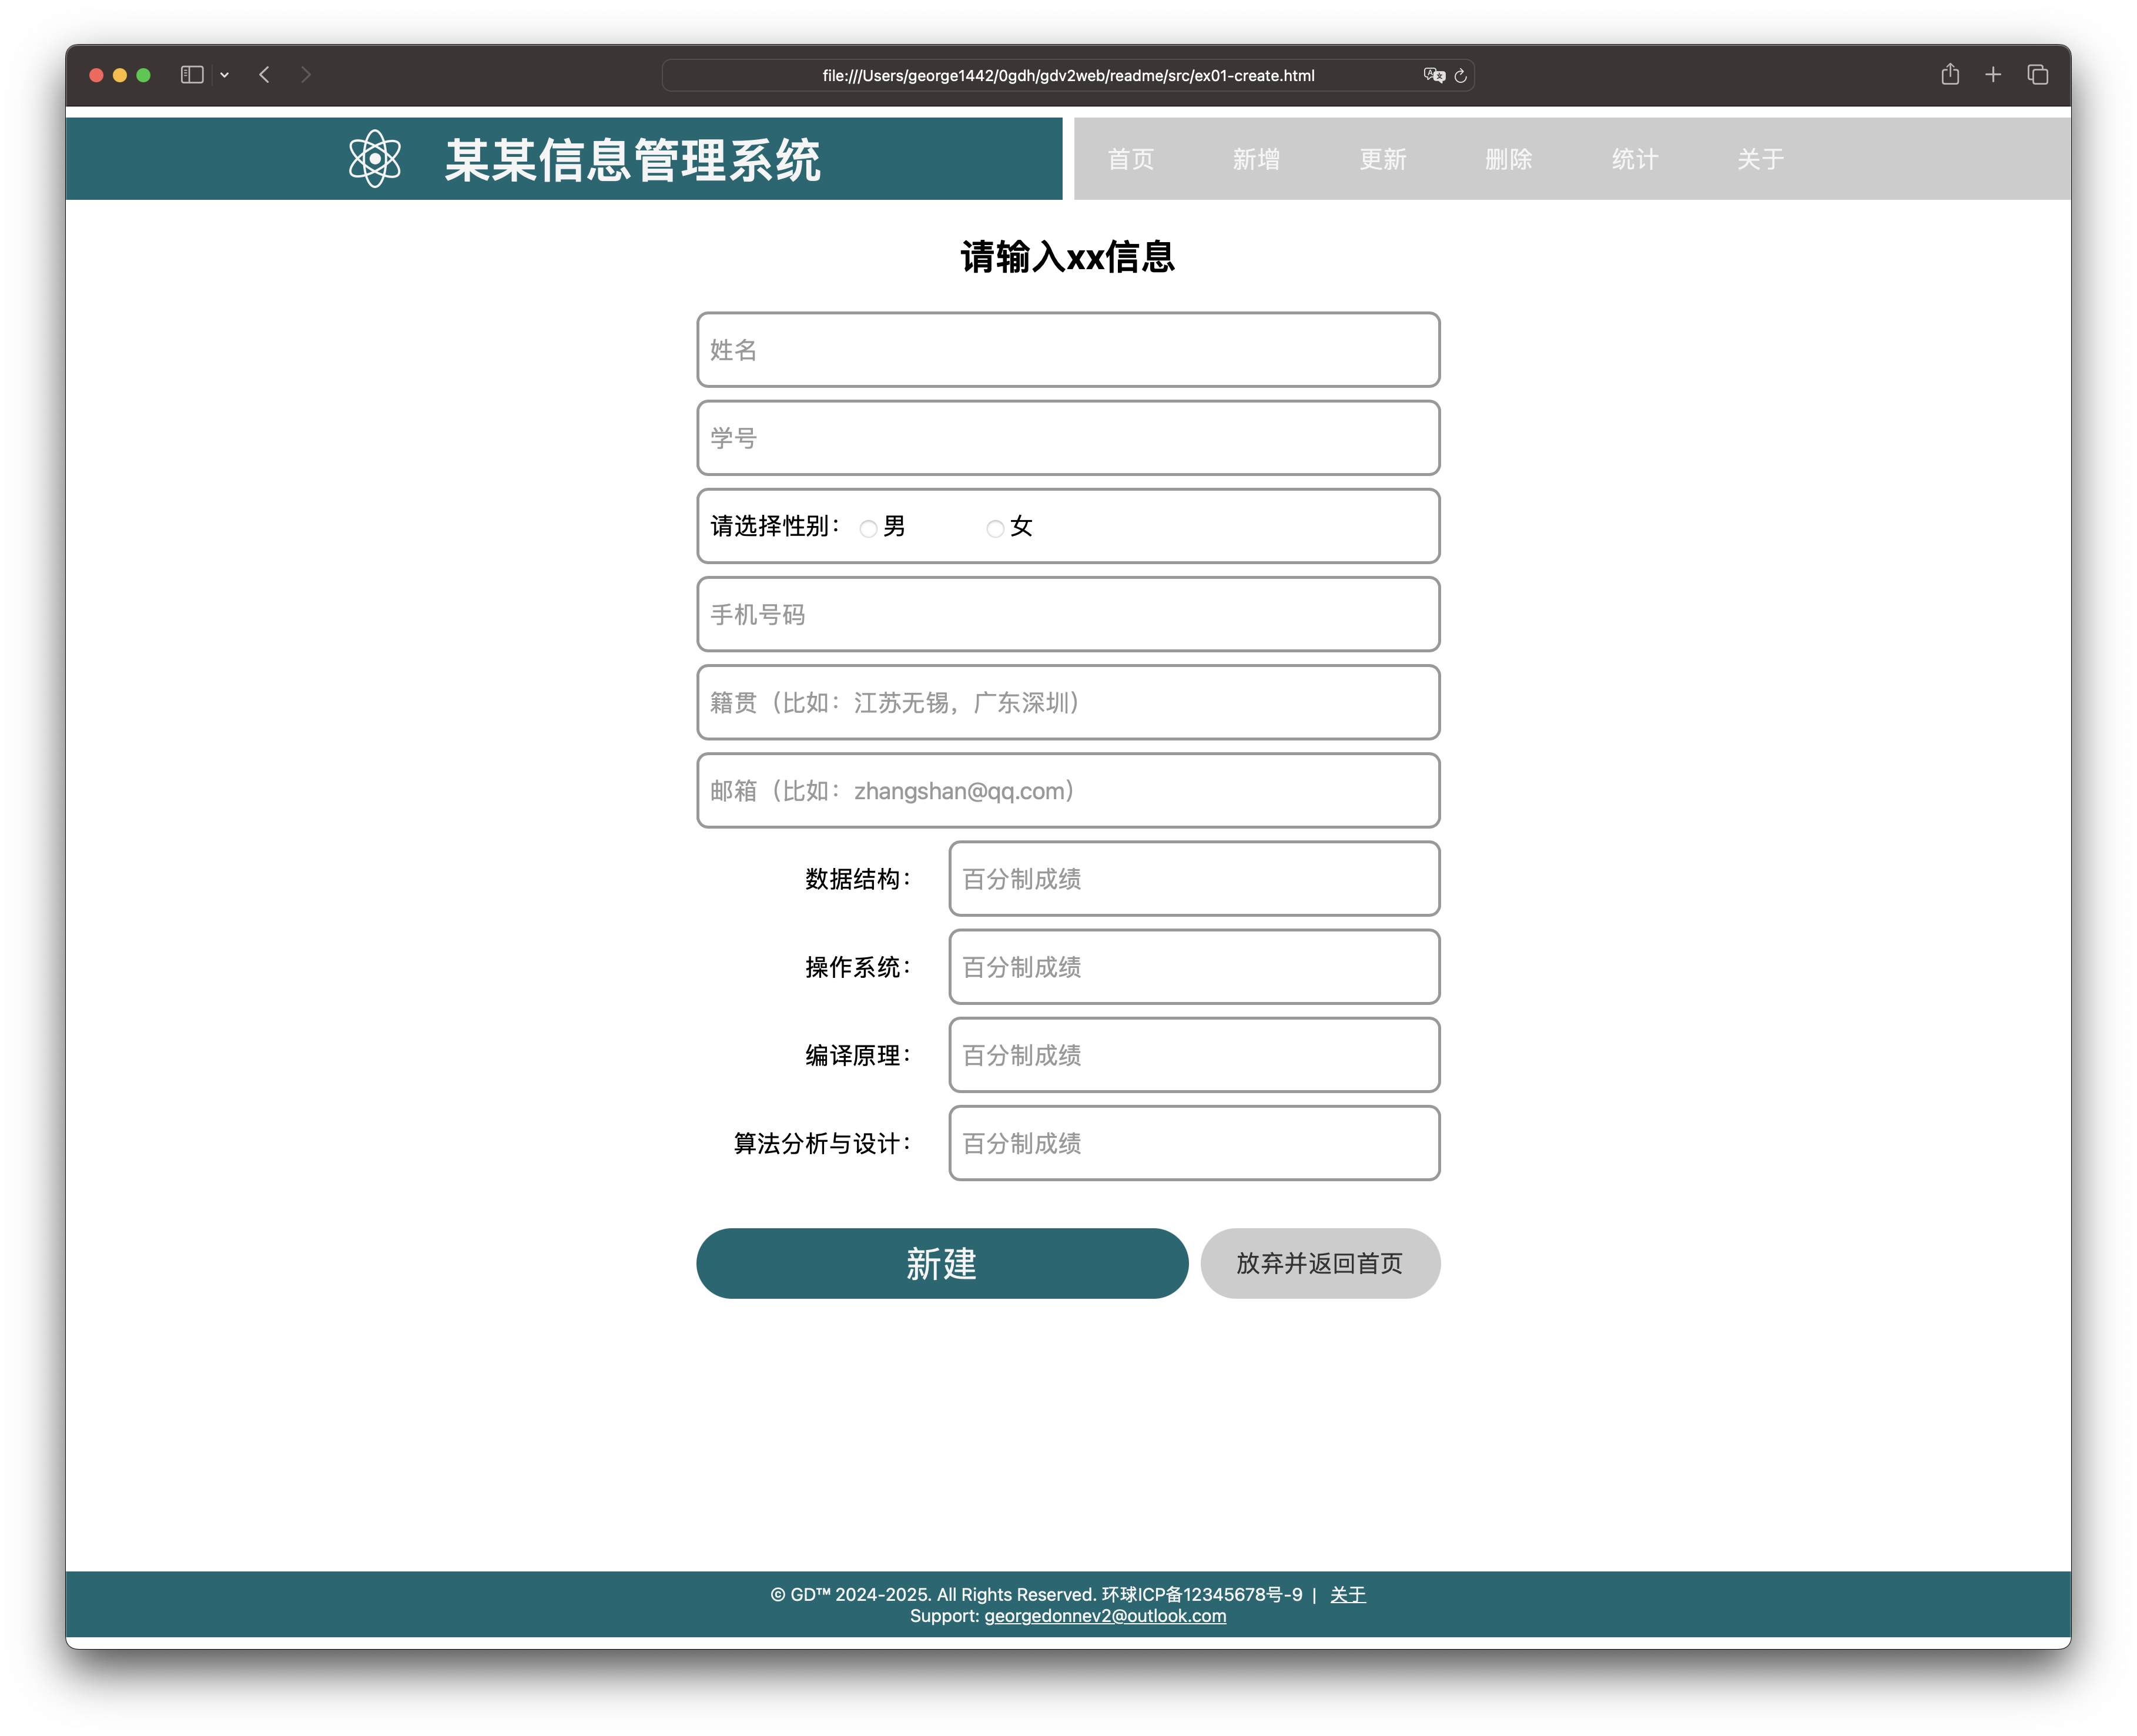 file:///Users/george1442/0gdh/gdv2web/readme/src/ex01-create.html
某某信息管理系统
首页 新增 更新 删除 统计 关于
请输入xx信息
姓名
学号
请选择性别： 男 女
手机号码
籍贯（比如：江苏无锡，广东深圳）
邮箱（比如：zhangshan@qq.com）
数据结构： 百分制成绩
操作系统： 百分制成绩
编译原理： 百分制成绩
算法分析与设计： 百分制成绩
新建 放弃并返回首页
© GD™ 2024-2025. All Rights Reserved. 环球ICP备12345678号-9 | 关于
Support: georgedonnev2@outlook.com